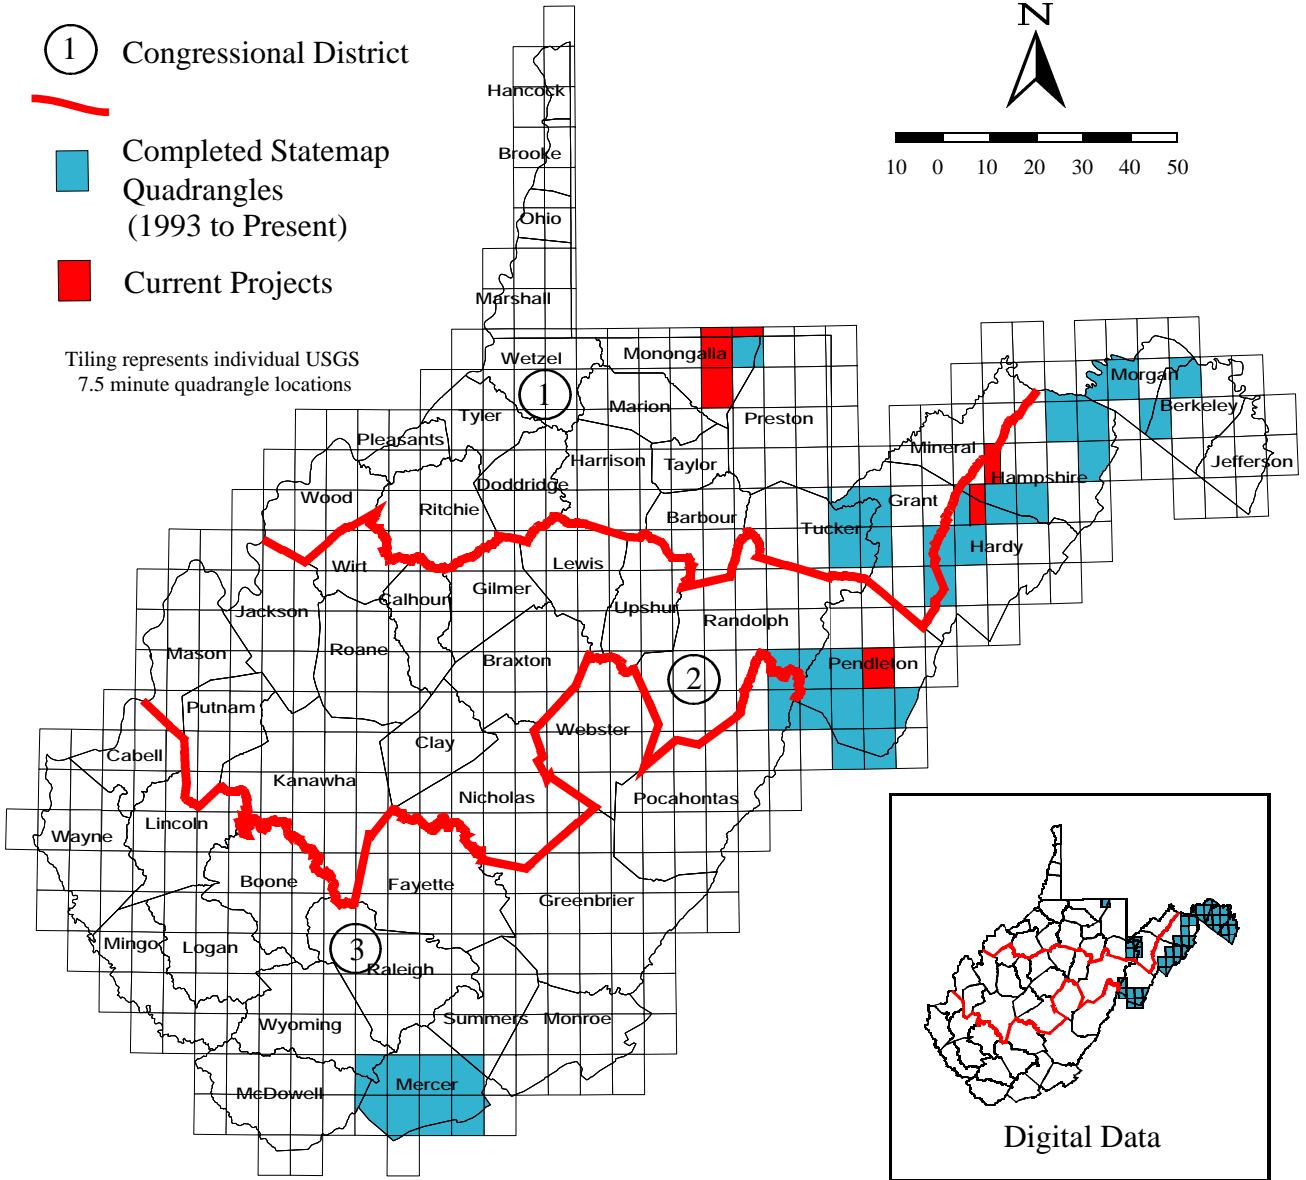 1 Congressional District
Completed Statemap
Quadrangles
(1993 to Present)
Current Projects
Tiling represents individual USGS
7.5 minute quadrangle locations
N
10 0 10 20 30 40 50
Hancock
Brooke
Ohio
Marshall
Wetzel
Monongalia
1
Marion
Tyler
Preston
Pleasants
Harrison
Taylor
Doddridge
Wood
Ritchie
Barbour
Tucker
Morgan
Berkeley
Mineral
Hampshire
Jefferson
Grant
Hardy
Wirt
Lewis
Gilmer
Calhoun
Jackson
Upshur
Randolph
Roane
Mason
Braxton
2
Pendleton
Putnam
Webster
Clay
Cabell
Kanawha
Nicholas
Pocahontas
Lincoln
Wayne
Boone
Fayette
Greenbrier
Mingo
Logan
3
Raleigh
Wyoming
Summers
Monroe
McDowell
Mercer
Digital Data